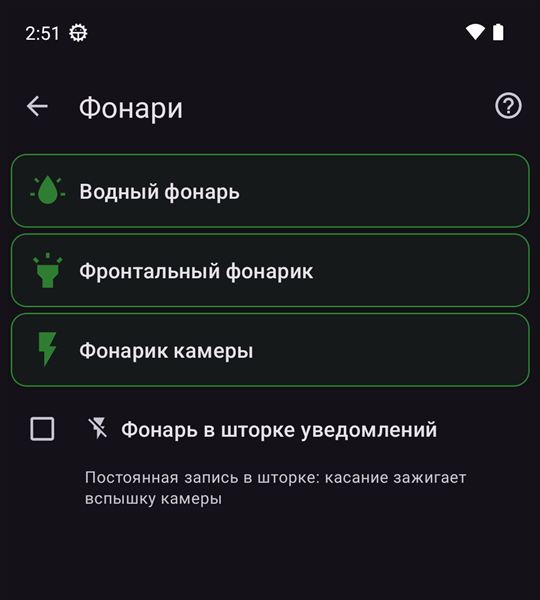 2:51
Фонари
Водный фонарь
Фронтальный фонарик
Фонарик камеры
Фонарь в шторке уведомлений
Постоянная запись в шторке: касание зажигает
вспышку камеры